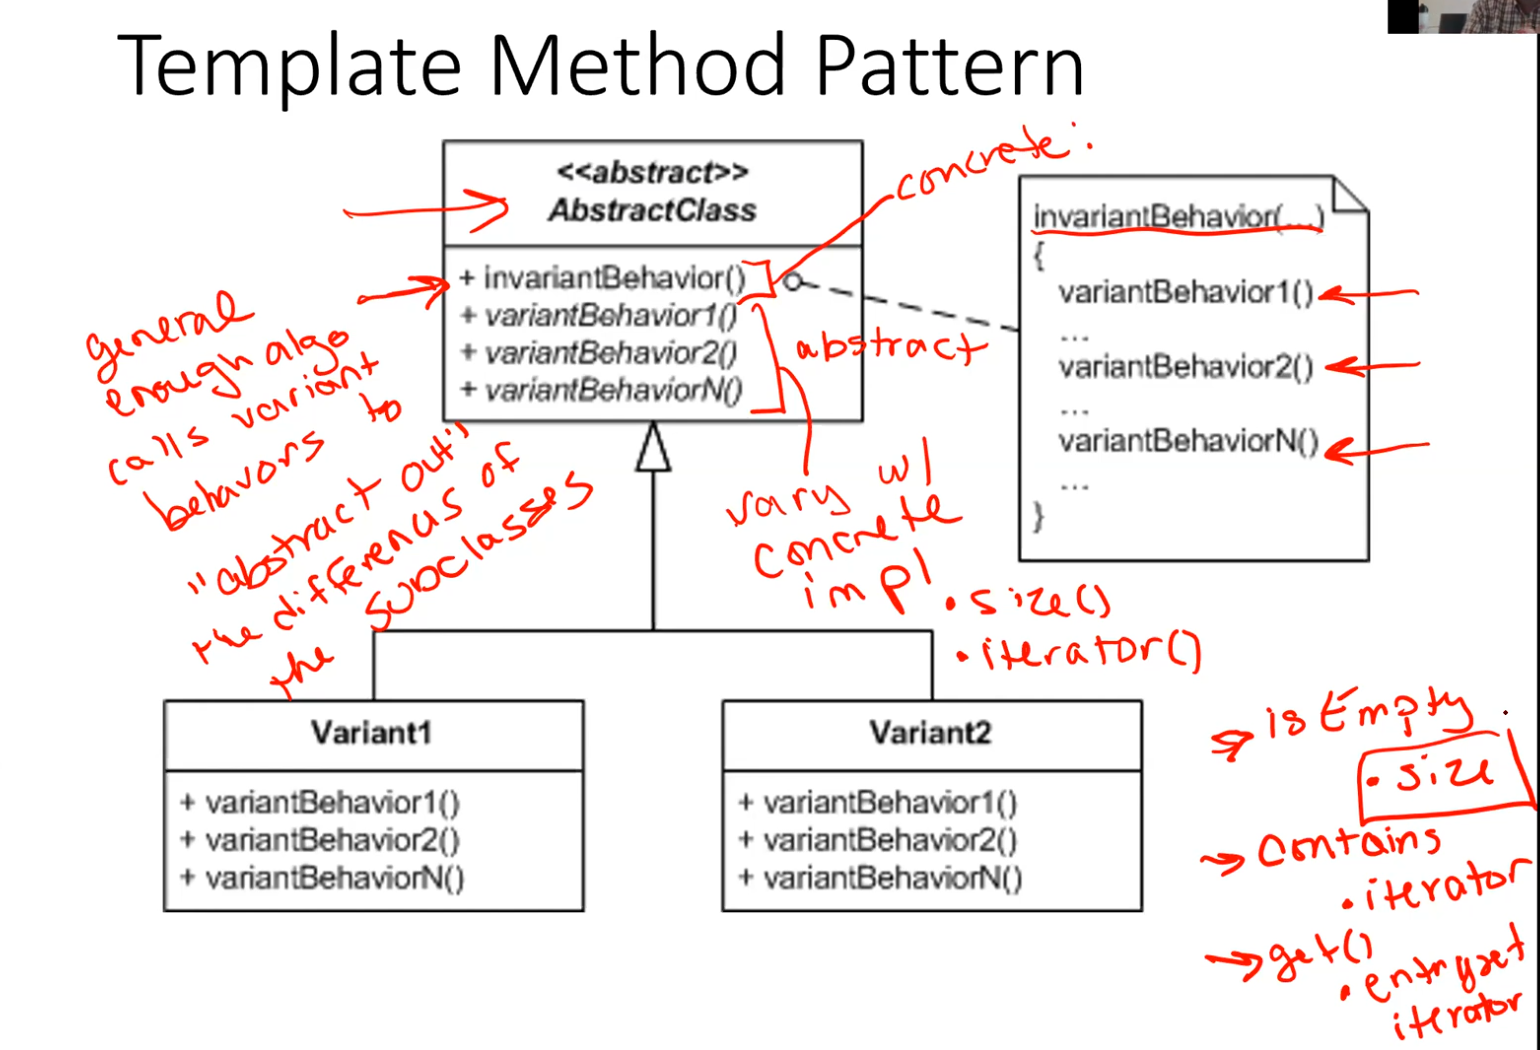 Template Method Pattern
<<abstract>>
AbstractClass
+ invariantBehavior()
+ variantBehavior1()
+ variantBehavior2()
+ variantBehaviorN()
concrete:
abstract
invariantBehavior(...)
{
variantBehavior1()
...
variantBehavior2()
...
variantBehaviorN()
...
}
general
enough algo
calls variant
behavors to
"abstract out"
the differences of
the subclasses
vary w/
concrete
impl
• size()
• iterator()
Variant1
+ variantBehavior1()
+ variantBehavior2()
+ variantBehaviorN()
Variant2
+ variantBehavior1()
+ variantBehavior2()
+ variantBehaviorN()
→ isEmpty
• size
→ contains
• iterator
→ get()
• entryset
iterator